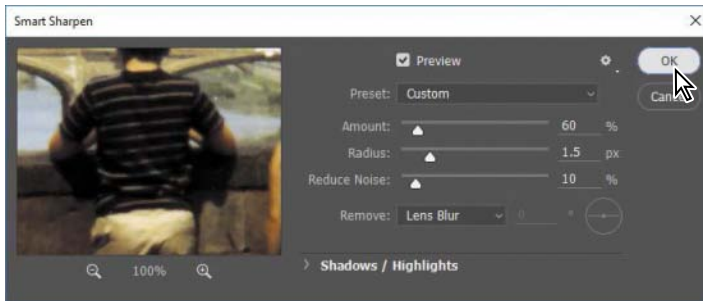 Smart Sharpen
Preview
OK
Preset: Custom
Cancel
Amount: 60 %
Radius: 1.5 px
Reduce Noise: 10 %
Remove: Lens Blur 0 °
100%
Shadows / Highlights